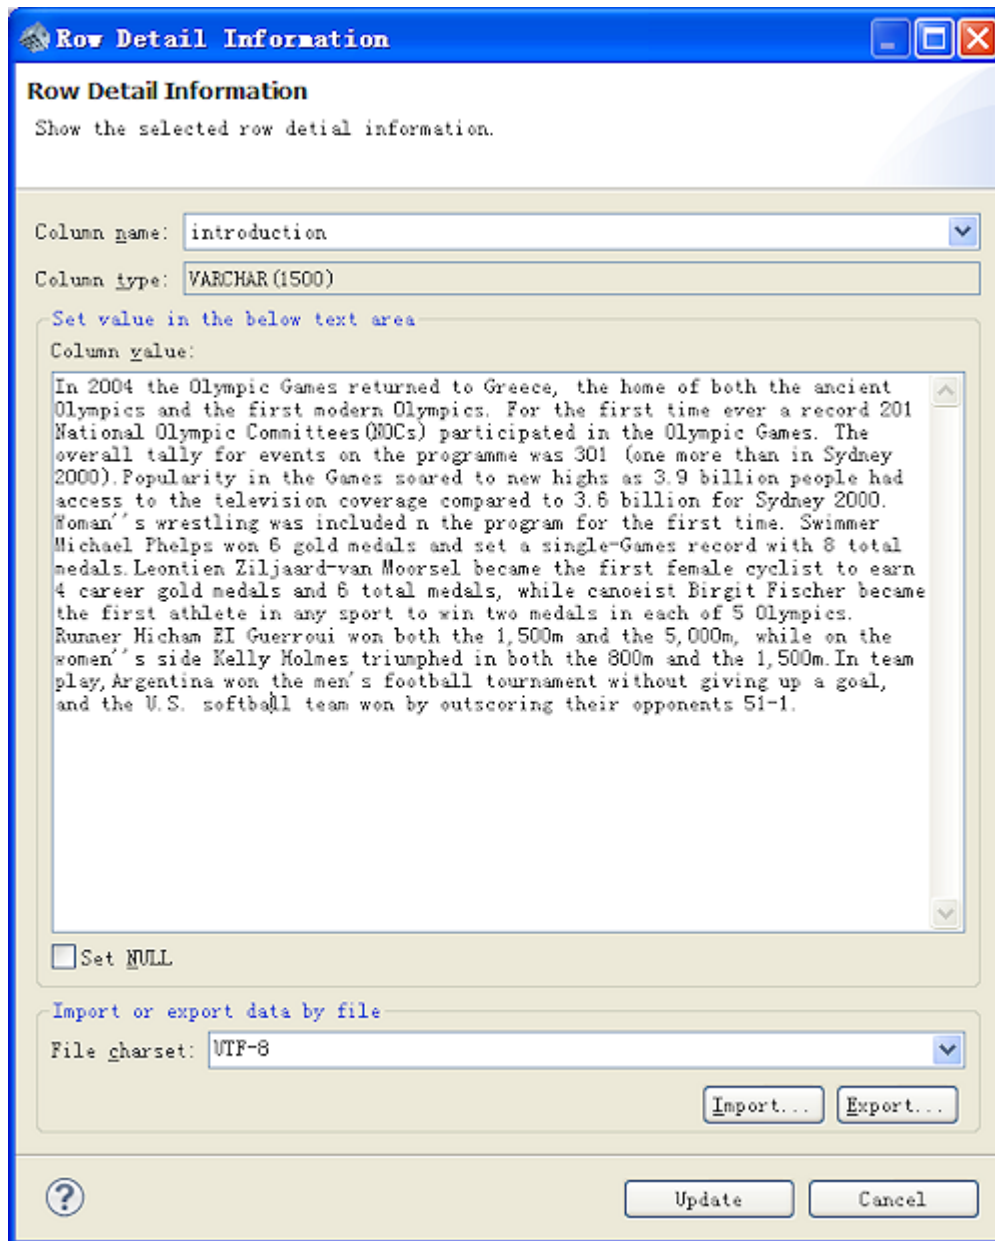 Row Detail Information
Row Detail Information
Show the selected row detial information.
Column name: introduction
Column type: VARCHAR(1500)
Set value in the below text area
Column value:
In 2004 the Olympic Games returned to Greece, the home of both the ancient
Olympics and the first modern Olympics. For the first time ever a record 201
National Olympic Committees(NOCs) participated in the Olympic Games. The
overall tally for events on the programme was 301 (one more than in Sydney
2000).Popularity in the Games soared to new highs as 3.9 billion people had
access to the television coverage compared to 3.6 billion for Sydney 2000.
Woman''s wrestling was included n the program for the first time. Swimmer
Michael Phelps won 6 gold medals and set a single-Games record with 8 total
medals.Leontien Ziljaard-van Moorsel became the first female cyclist to earn
4 career gold medals and 6 total medals, while canoeist Birgit Fischer became
the first athlete in any sport to win two medals in each of 5 Olympics.
Runner Hicham EI Guerroui won both the 1,500m and the 5,000m, while on the
women''s side Kelly Holmes triumphed in both the 800m and the 1,500m.In team
play,Argentina won the men's football tournament without giving up a goal,
and the U.S. softball team won by outscoring their opponents 51-1.
Set NULL
Import or export data by file
File charset: UTF-8
Import... Export...
? Update Cancel